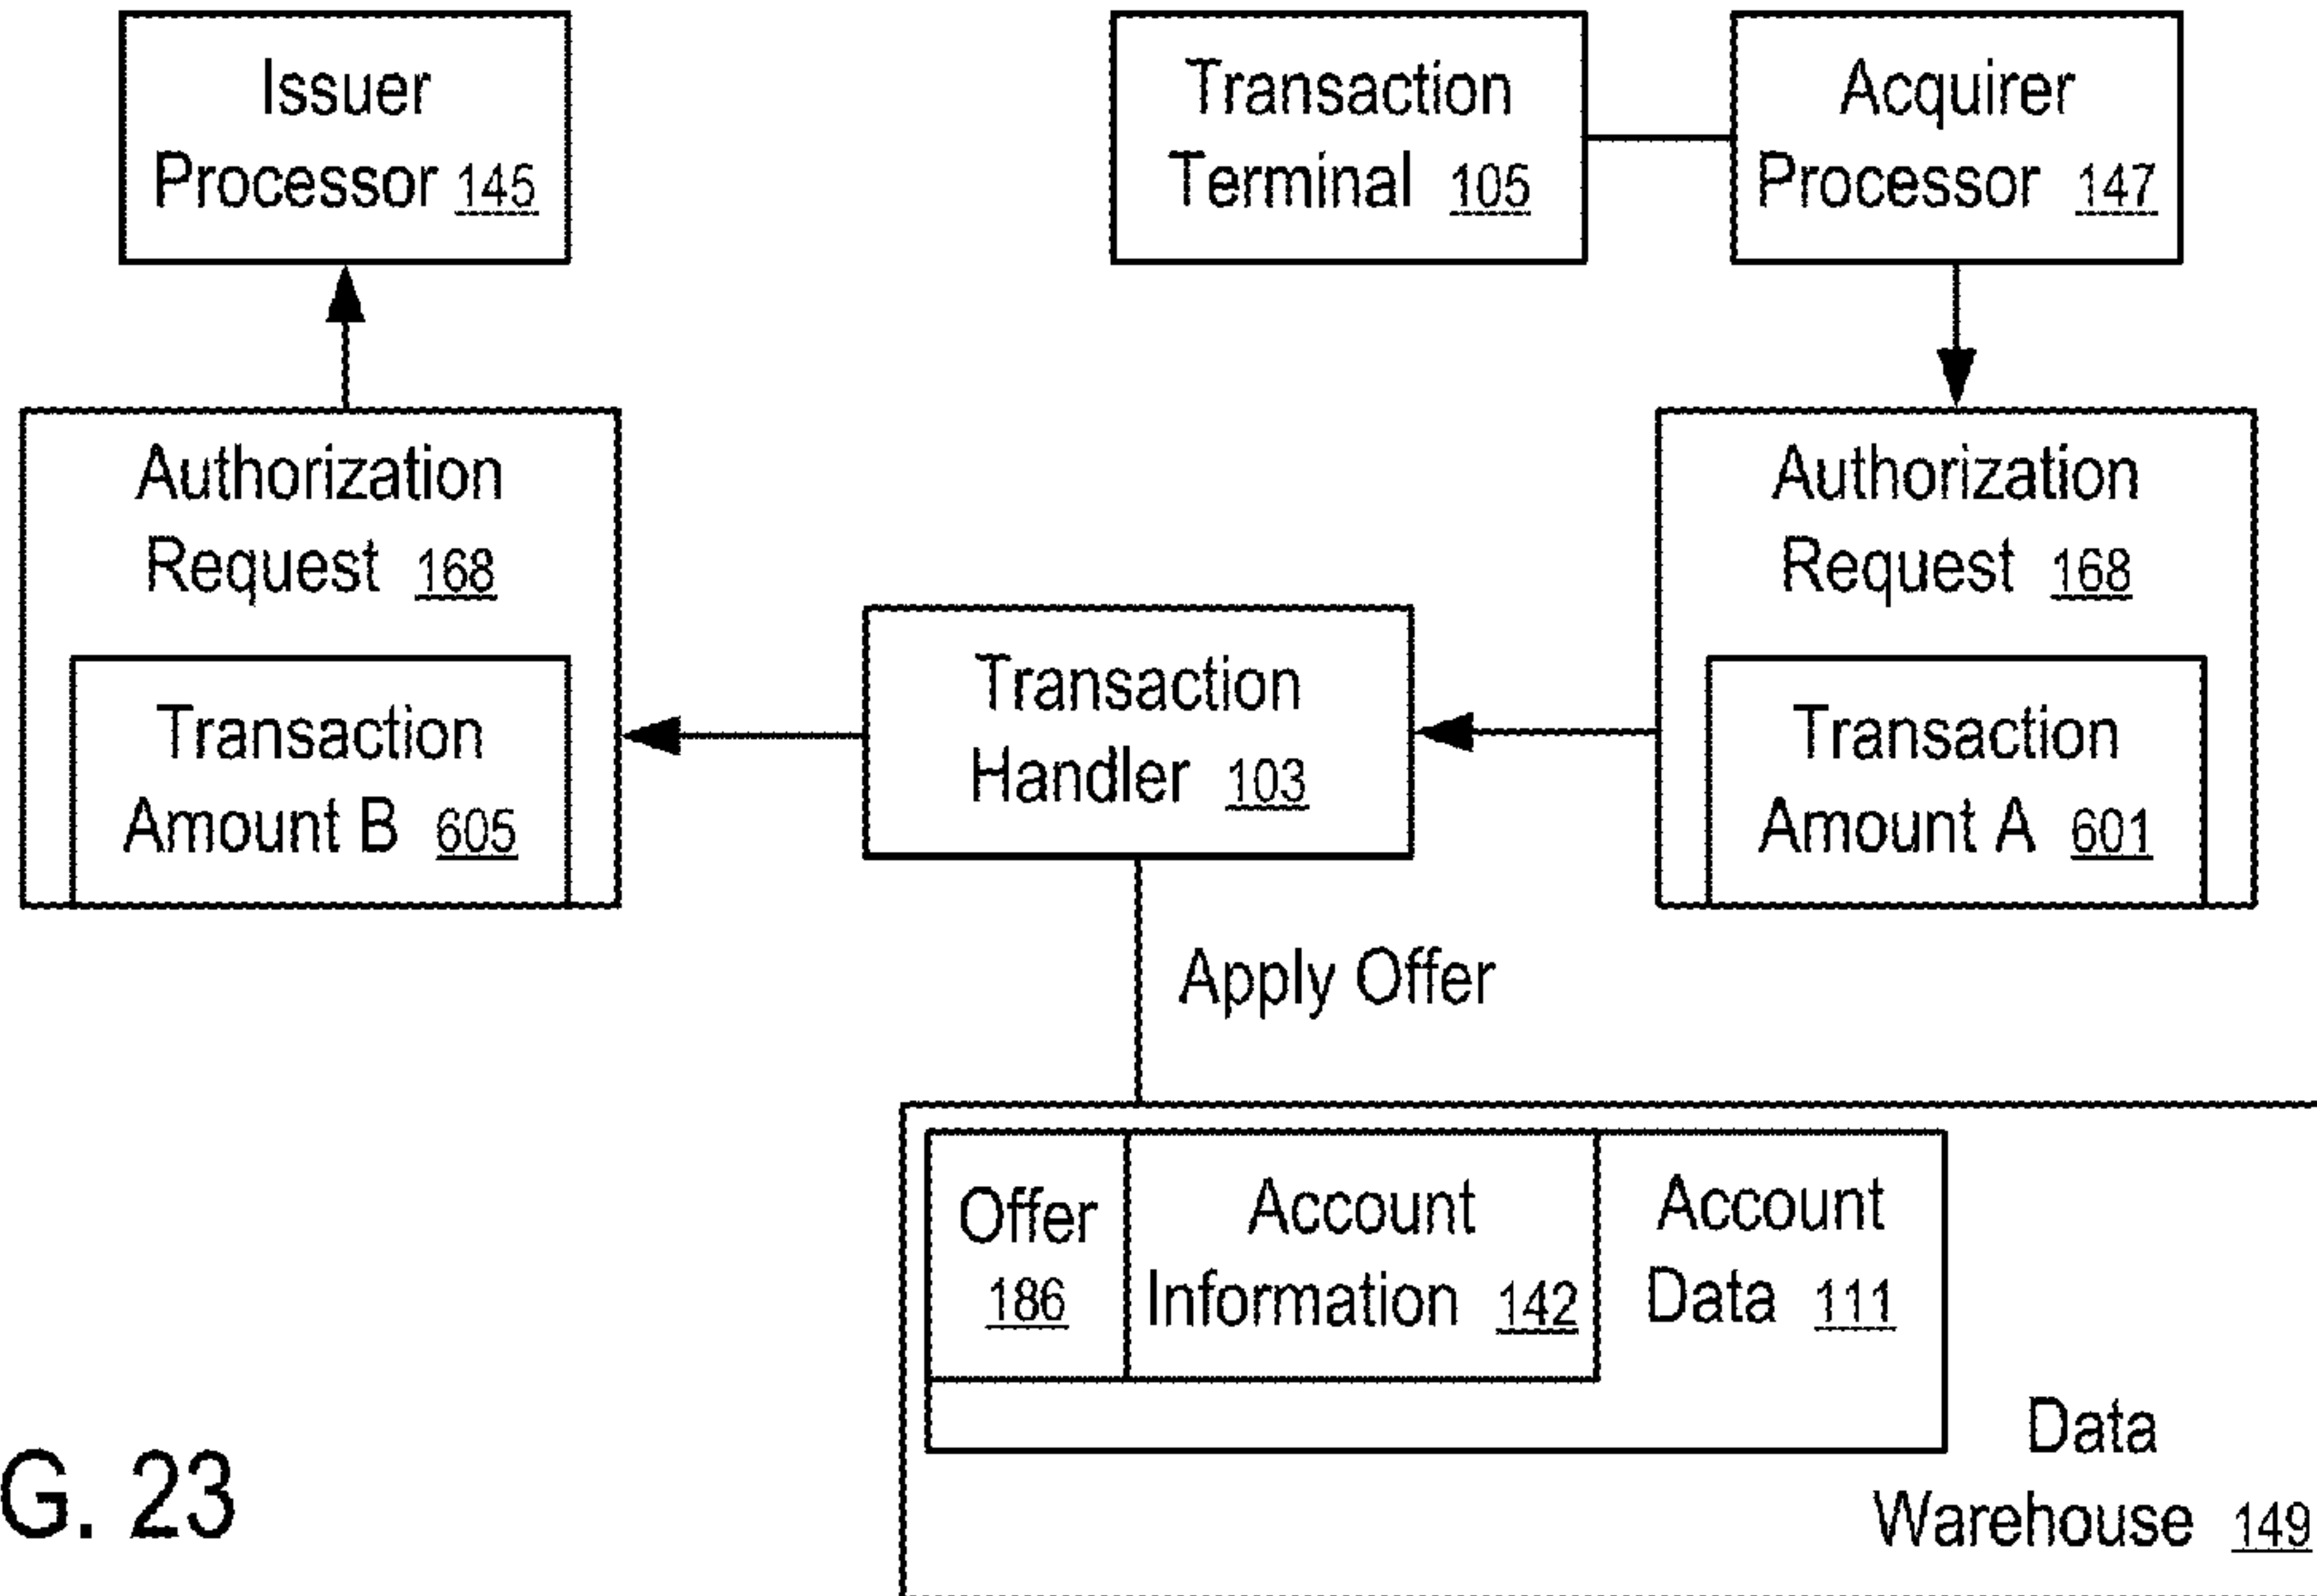 Issuer
Processor 145
Transaction
Terminal 105
Acquirer
Processor 147
Authorization
Request 168
Transaction
Amount B 605
Transaction
Handler 103
Authorization
Request 168
Transaction
Amount A 601
Apply Offer
Offer
186
Account
Information 142
Account
Data 111
Data
Warehouse 149
G. 23